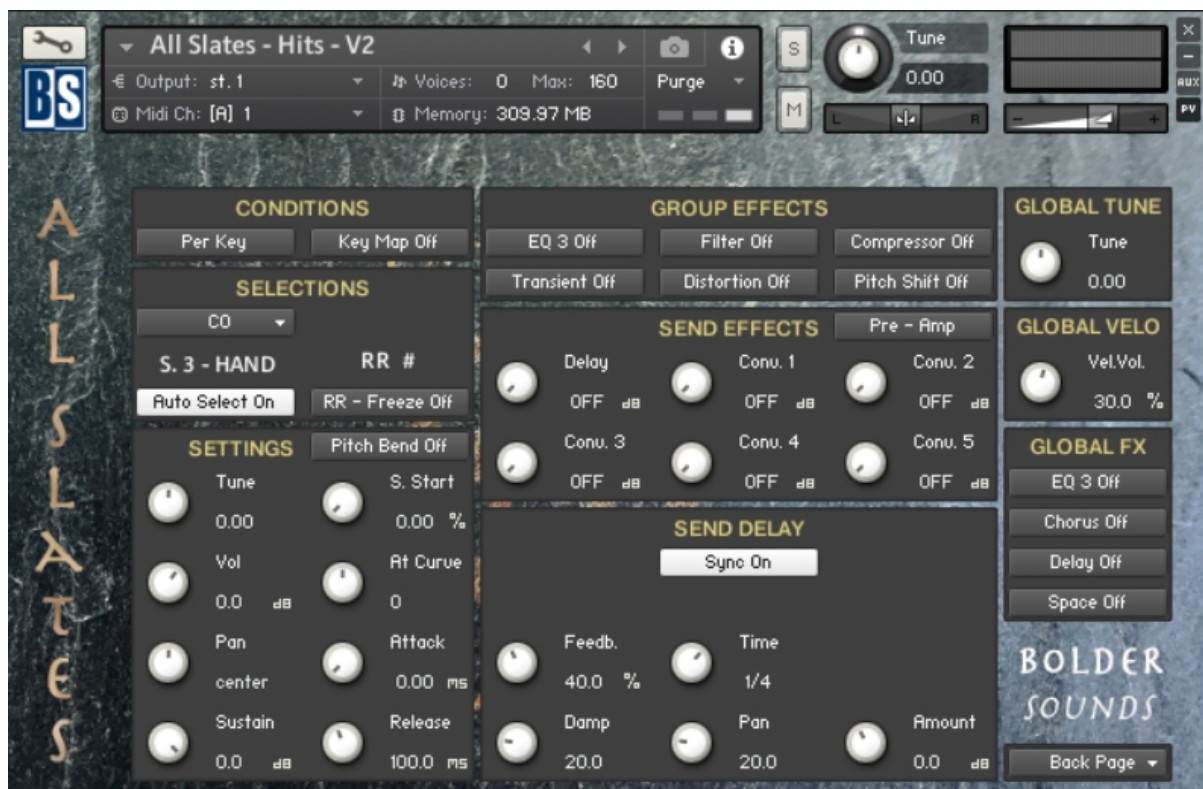 All Slates - Hits - V2
Output: st. 1
Voices: 0 Max: 160
Purge
Midi Ch: [A] 1
Memory: 309.97 MB
S
M
Tune
0.00
L
R
AUX
PV
BS
ALL SLATES
CONDITIONS
Per Key
Key Map Off
SELECTIONS
C0
S. 3 - HAND
RR #
Auto Select On
RR - Freeze Off
SETTINGS
Pitch Bend Off
Tune
0.00
S. Start
0.00 %
Vol
0.0 dB
At Curve
0
Pan
center
Attack
0.00 ms
Sustain
0.0 dB
Release
100.0 ms
GROUP EFFECTS
EQ 3 Off
Filter Off
Compressor Off
Transient Off
Distortion Off
Pitch Shift Off
SEND EFFECTS
Pre - Amp
Delay
OFF dB
Conv. 1
OFF dB
Conv. 2
OFF dB
Conv. 3
OFF dB
Conv. 4
OFF dB
Conv. 5
OFF dB
SEND DELAY
Sync On
Feedb.
40.0 %
Time
1/4
Damp
20.0
Pan
20.0
Amount
0.0 dB
GLOBAL TUNE
Tune
0.00
GLOBAL VELO
Vel.Vol.
30.0 %
GLOBAL FX
EQ 3 Off
Chorus Off
Delay Off
Space Off
BOLDER
SOUNDS
Back Page